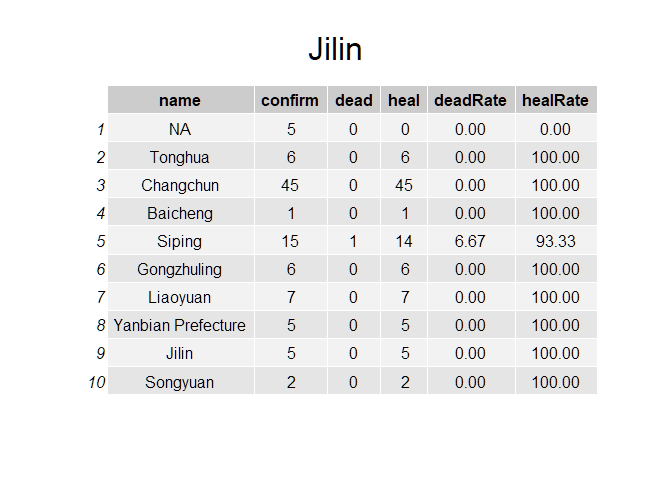 Jilin
name confirm dead heal deadRate healRate
1 NA 5 0 0 0.00 0.00
2 Tonghua 6 0 6 0.00 100.00
3 Changchun 45 0 45 0.00 100.00
4 Baicheng 1 0 1 0.00 100.00
5 Siping 15 1 14 6.67 93.33
6 Gongzhuling 6 0 6 0.00 100.00
7 Liaoyuan 7 0 7 0.00 100.00
8 Yanbian Prefecture 5 0 5 0.00 100.00
9 Jilin 5 0 5 0.00 100.00
10 Songyuan 2 0 2 0.00 100.00